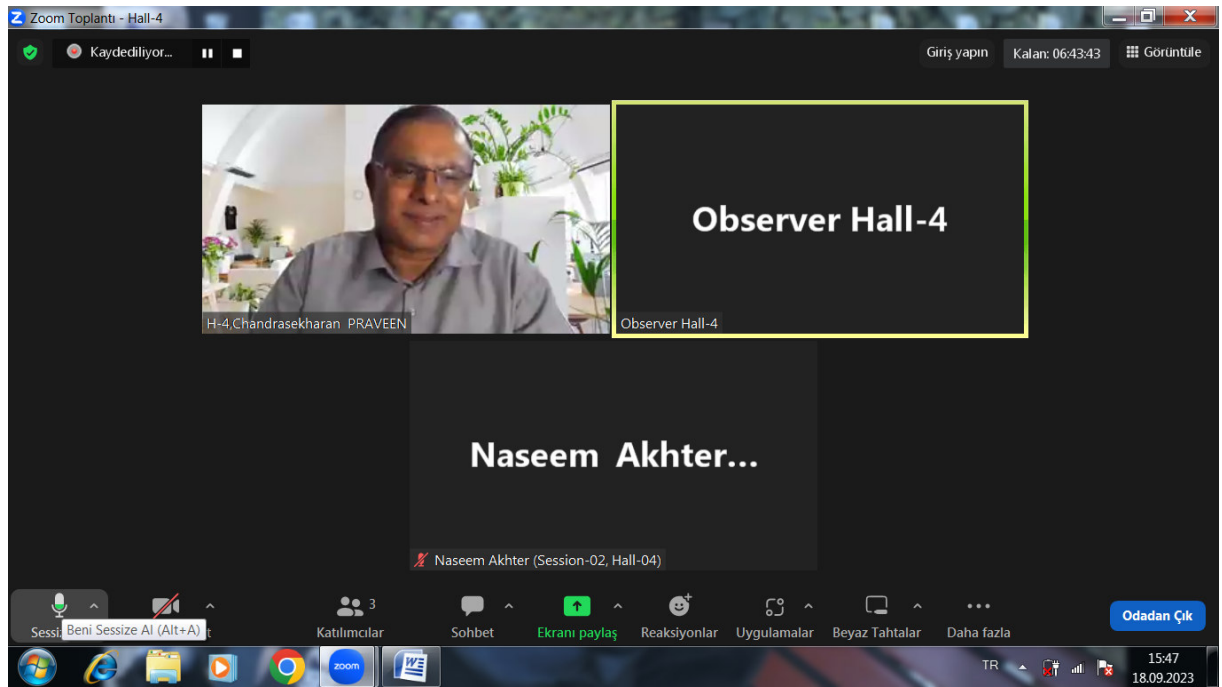 Zoom Toplantı - Hall-4
Kaydediliyor...
Giriş yapın
Kalan: 06:43:43
Görüntüle
Observer Hall-4
H-4,Chandrasekharan PRAVEEN
Observer Hall-4
Naseem Akhter...
Naseem Akhter (Session-02, Hall-04)
3
Beni Sessize Al (Alt+A)
Katılımcılar
Sohbet
Ekranı paylaş
Reaksiyonlar
Uygulamalar
Beyaz Tahtalar
Daha fazla
Odadan Çık
zoom
TR
15:47
18.09.2023